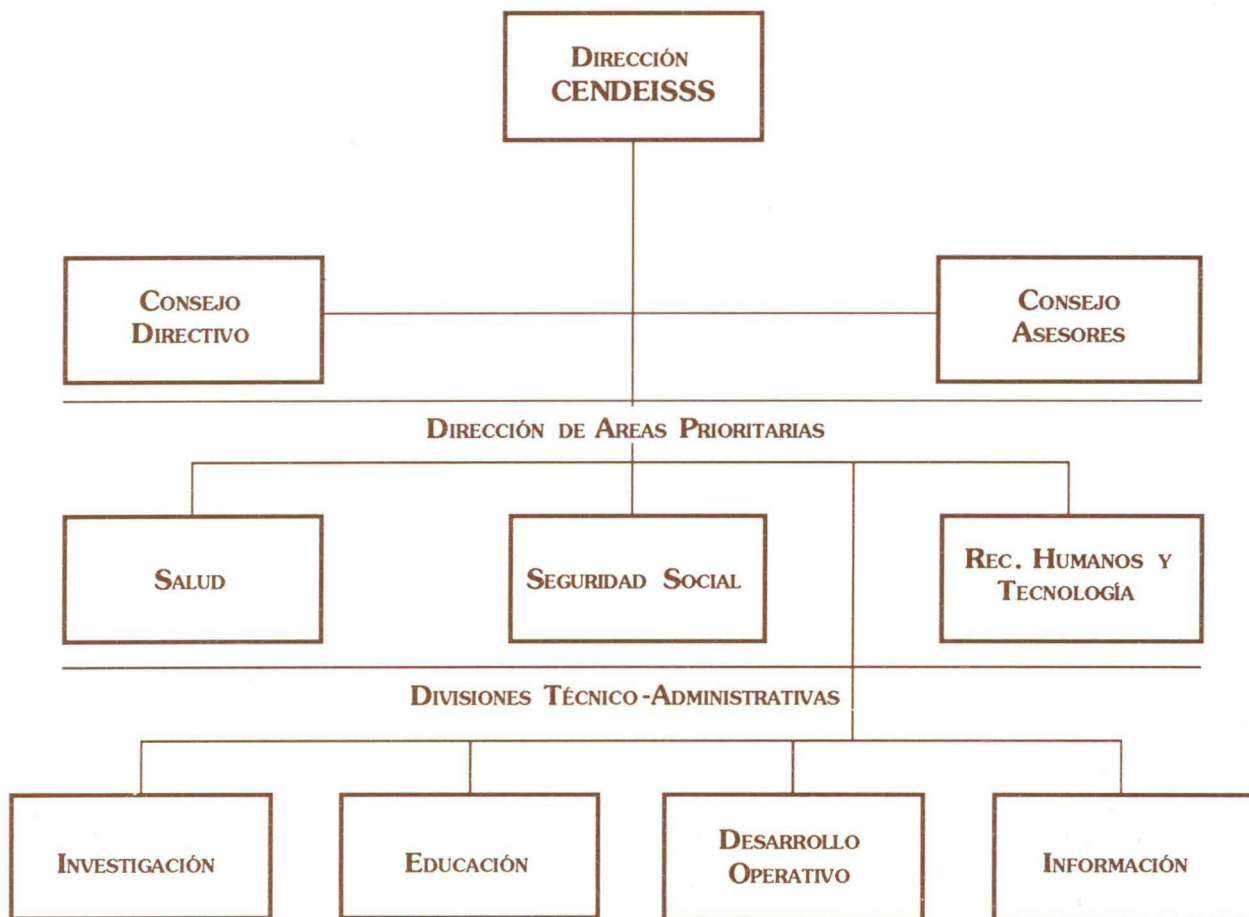 DIRECCIÓN
CENDEISSS
CONSEJO
DIRECTIVO
CONSEJO
ASESORES
DIRECCIÓN DE AREAS PRIORITARIAS
SALUD
SEGURIDAD SOCIAL
REC. HUMANOS Y
TECNOLOGÍA
DIVISIONES TÉCNICO-ADMINISTRATIVAS
INVESTIGACIÓN
EDUCACIÓN
DESARROLLO
OPERATIVO
INFORMACIÓN